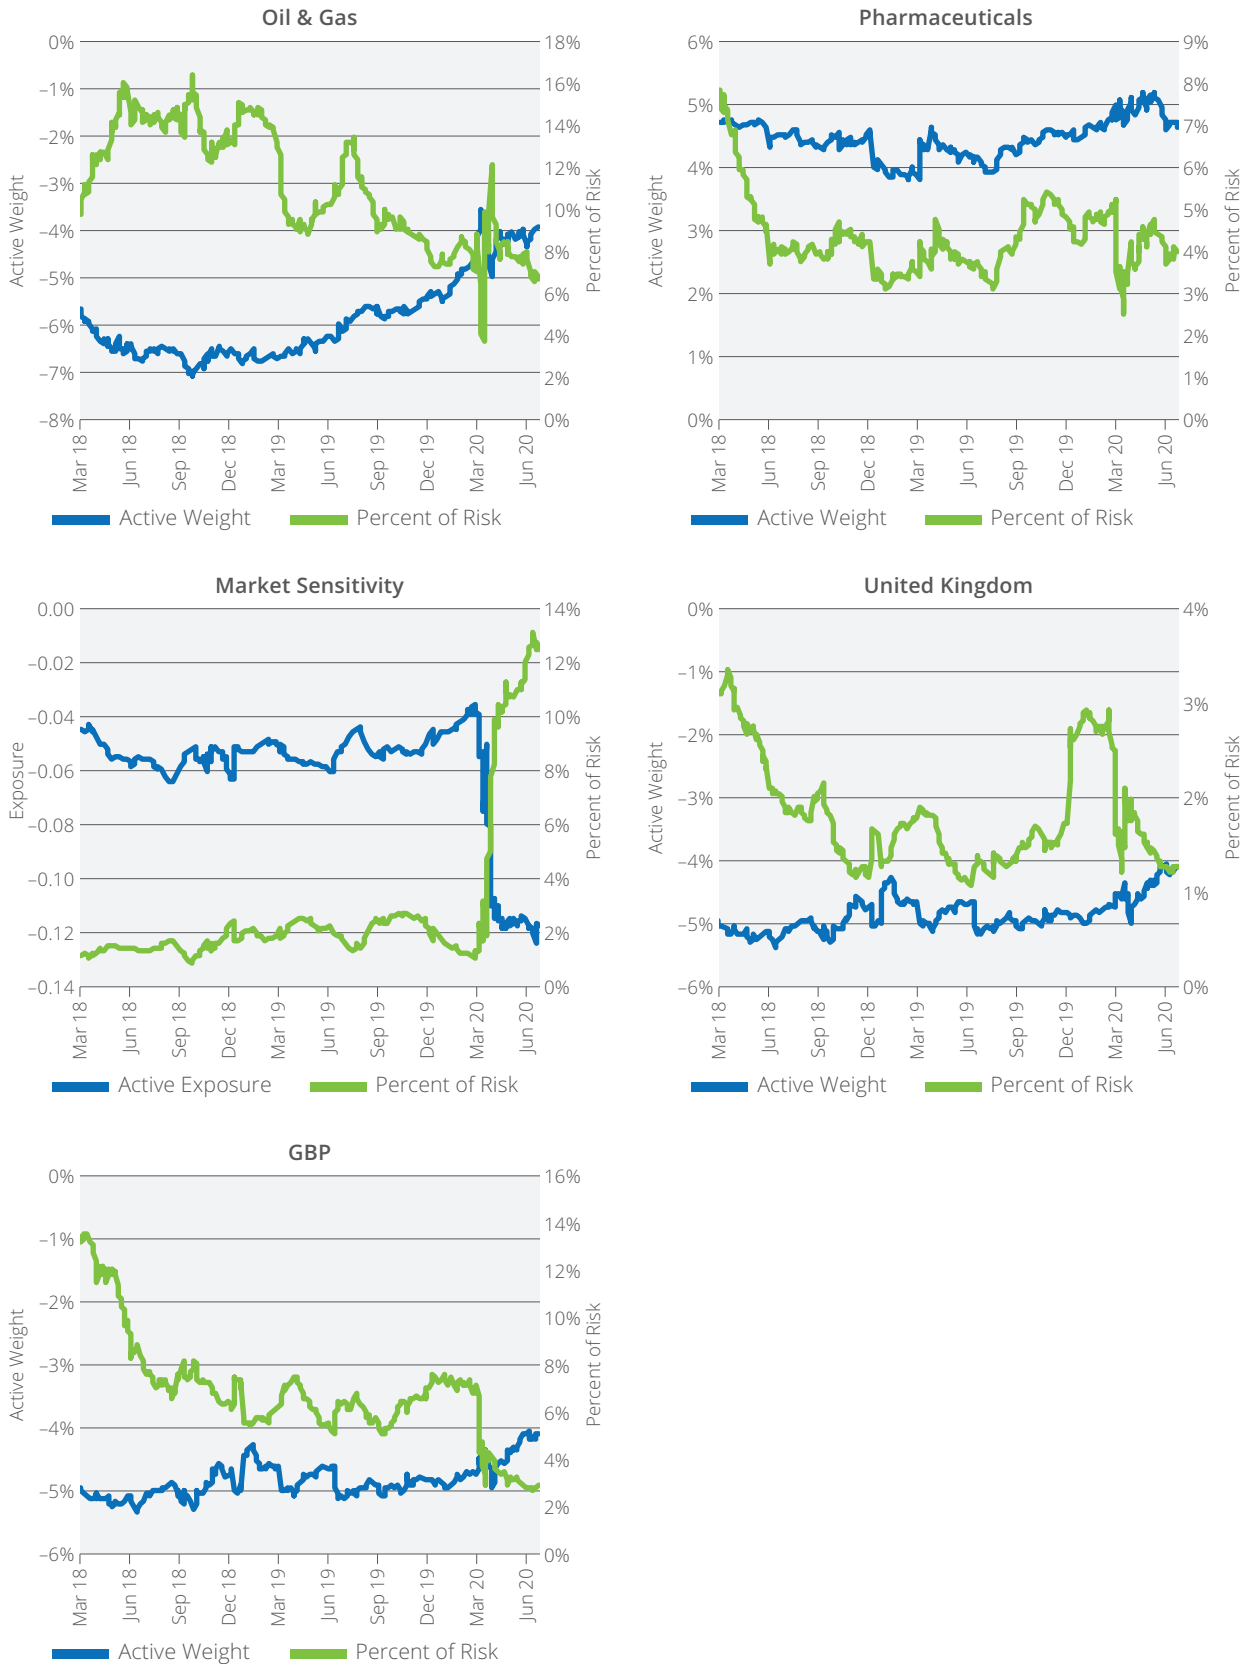 Oil & Gas
0% 18%
–1% 16%
–2% 14%
–3% 12%
–4% 10%
–5% 8%
–6% 6%
–7% 4%
–8% 2%
0%
Active Weight
Percent of Risk
Mar 18 Jun 18 Sep 18 Dec 18 Mar 19 Jun 19 Sep 19 Dec 19 Mar 20 Jun 20
Active Weight Percent of Risk
Pharmaceuticals
6% 9%
5% 8%
4% 7%
3% 6%
2% 5%
1% 4%
0% 3%
2%
1%
0%
Active Weight
Percent of Risk
Mar 18 Jun 18 Sep 18 Dec 18 Mar 19 Jun 19 Sep 19 Dec 19 Mar 20 Jun 20
Active Weight Percent of Risk
Market Sensitivity
0.00 14%
–0.02 12%
–0.04 10%
–0.06 8%
–0.08 6%
–0.10 4%
–0.12 2%
–0.14 0%
Exposure
Percent of Risk
Mar 18 Jun 18 Sep 18 Dec 18 Mar 19 Jun 19 Sep 19 Dec 19 Mar 20 Jun 20
Active Exposure Percent of Risk
United Kingdom
0% 4%
–1% 3%
–2% 2%
–3% 1%
–4% 0%
–5%
–6%
Active Weight
Percent of Risk
Mar 18 Jun 18 Sep 18 Dec 18 Mar 19 Jun 19 Sep 19 Dec 19 Mar 20 Jun 20
Active Weight Percent of Risk
GBP
0% 16%
–1% 14%
–2% 12%
–3% 10%
–4% 8%
–5% 6%
–6% 4%
2%
0%
Active Weight
Percent of Risk
Mar 18 Jun 18 Sep 18 Dec 18 Mar 19 Jun 19 Sep 19 Dec 19 Mar 20 Jun 20
Active Weight Percent of Risk